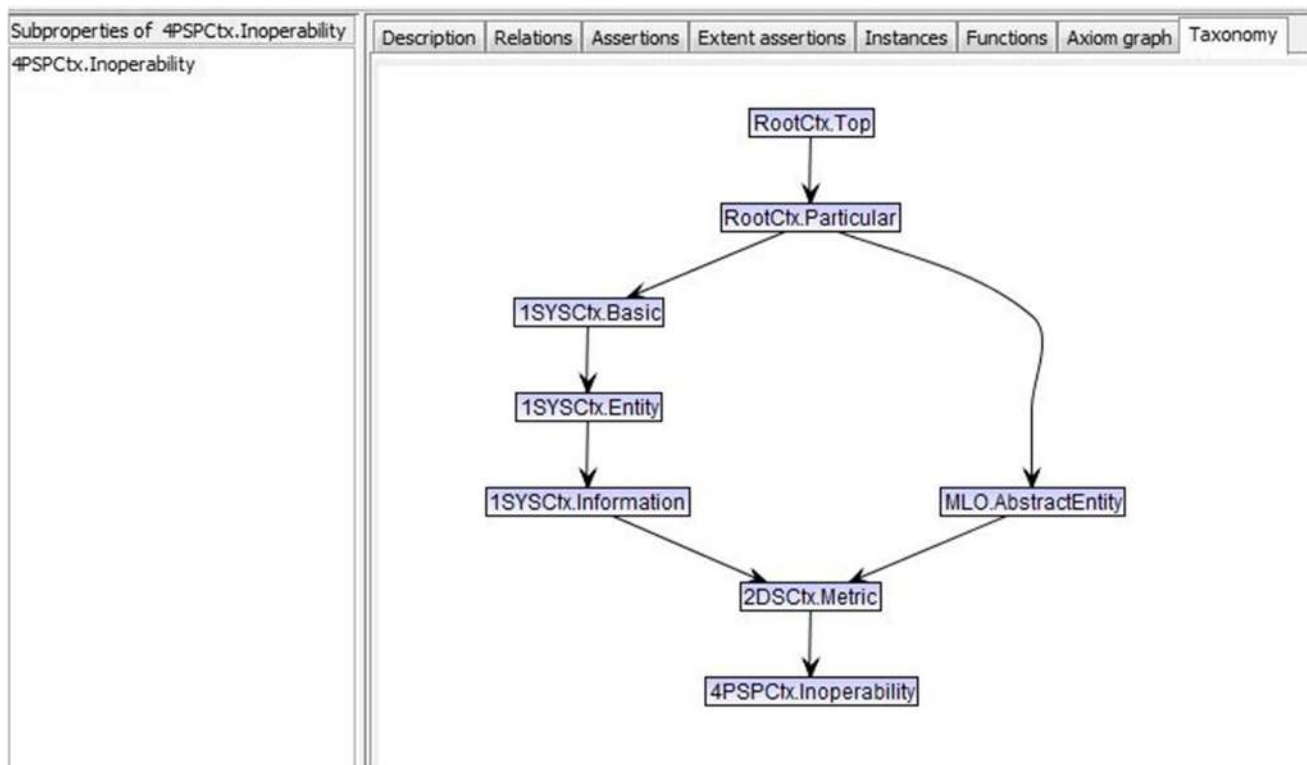 Subproperties of 4PSPCtx.Inoperability
4PSPCtx.Inoperability
Description Relations Assertions Extent assertions Instances Functions Axiom graph Taxonomy
RootCtx.Top
RootCtx.Particular
1SYSCtx.Basic
1SYSCtx.Entity
1SYSCtx.Information MLO.AbstractEntity
2DSCtx.Metric
4PSPCtx.Inoperability